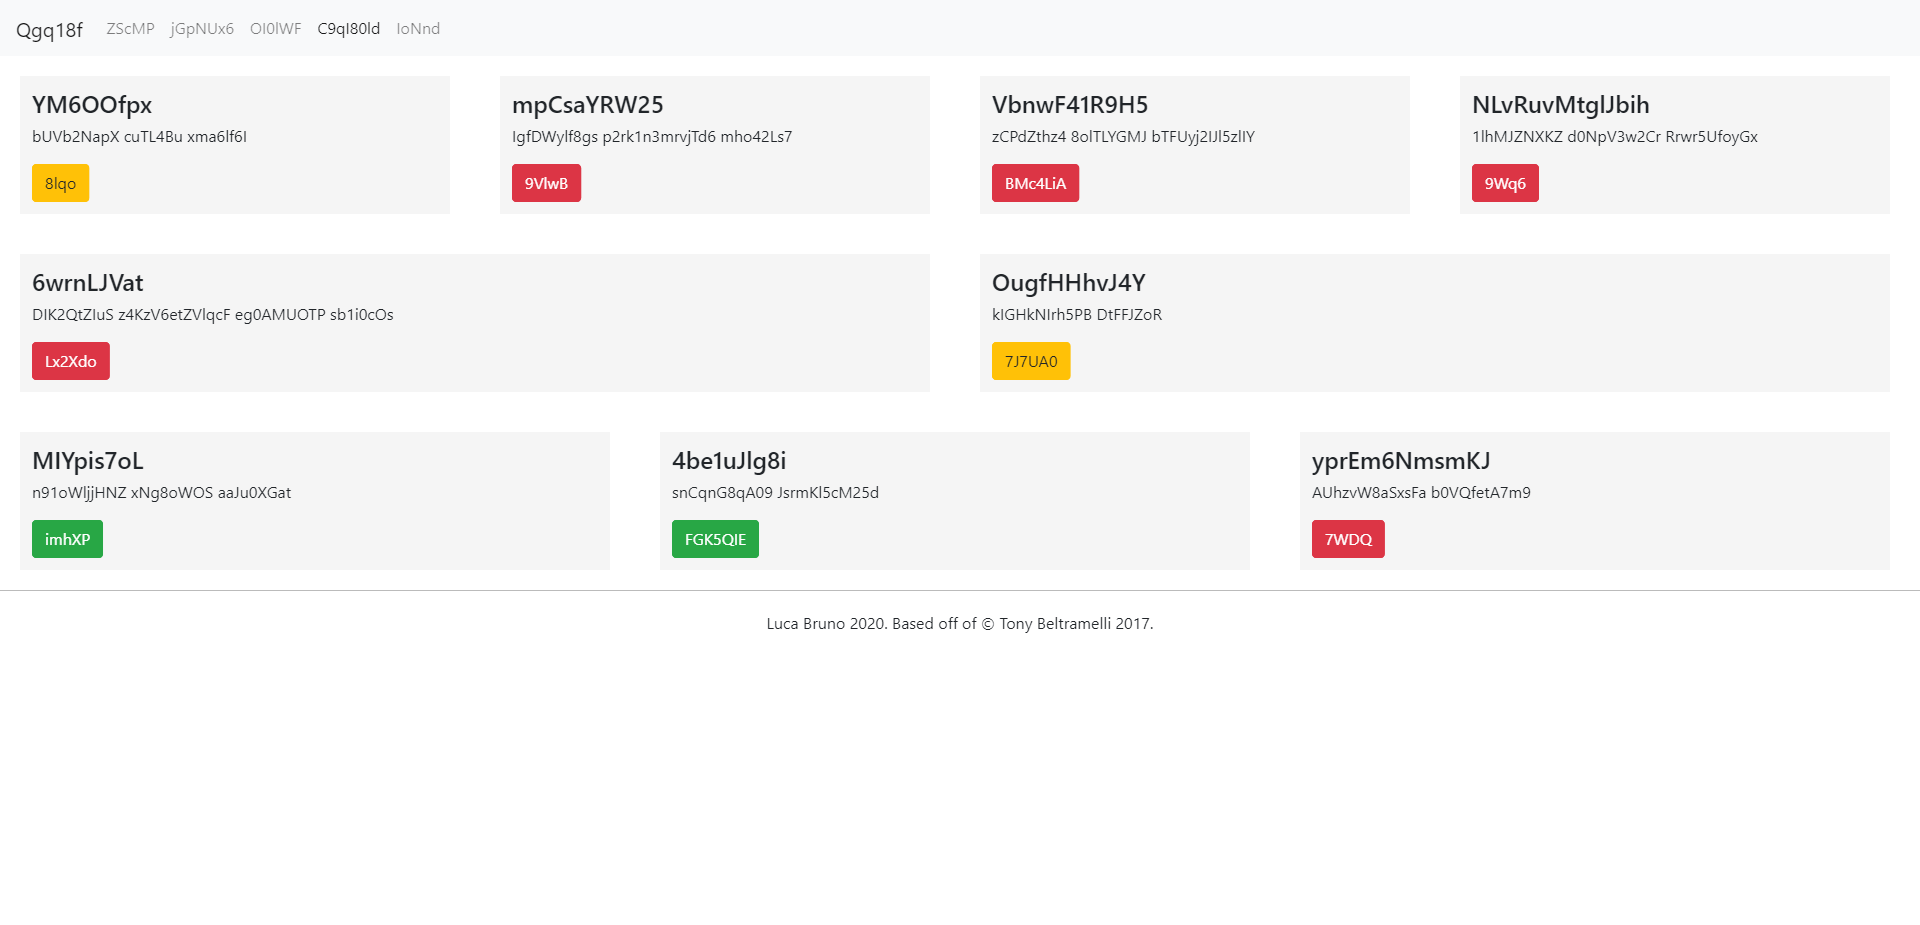 Qgq18f ZScMP jGpNUx6 OI0lWF C9qI80ld IoNnd
YM6OOfpx
bUVb2NapX cuTL4Bu xma6lf6I
8lqo
mpCsaYRW25
IgfDWylf8gs p2rk1n3mrvjTd6 mho42Ls7
9VlwB
VbnwF41R9H5
zCPdZthz4 8olTLYGMJ bTFUyj2IJl5zlIY
BMc4LiA
NLvRuvMtglJbih
1lhMJZNXKZ d0NpV3w2Cr Rrwr5UfoyGx
9Wq6
6wrnLJVat
DIK2QtZIuS z4KzV6etZVlqcF eg0AMUOTP sb1i0cOs
Lx2Xdo
OugfHHhvJ4Y
kIGHkNIrh5PB DtFFJZoR
7J7UA0
MIYpis7oL
n91oWljjHNZ xNg8oWOS aaJu0XGat
imhXP
4be1uJlg8i
snCqnG8qA09 JsrmKl5cM25d
FGK5QIE
yprEm6NmsmKJ
AUhzvW8aSxsFa b0VQfetA7m9
7WDQ
Luca Bruno 2020. Based off of © Tony Beltramelli 2017.